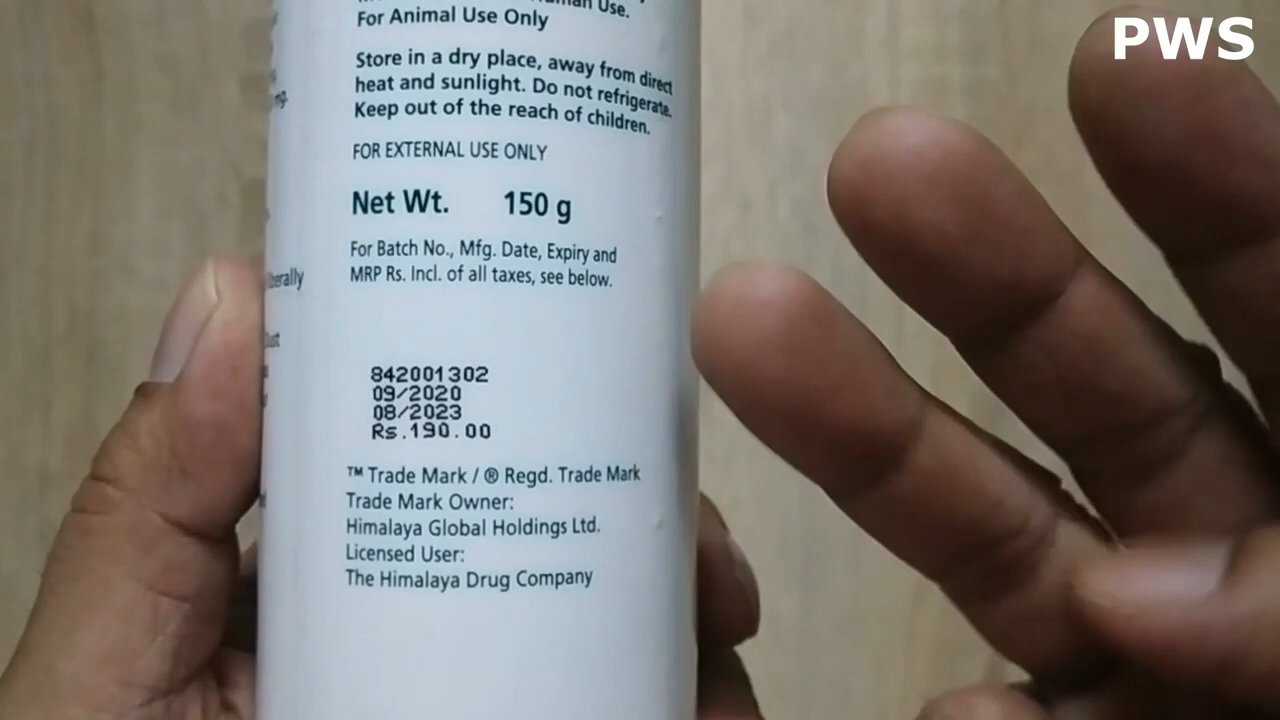 PWS
Use.
For Animal Use Only
Store in a dry place, away from direct
heat and sunlight. Do not refrigerate.
Keep out of the reach of children.
FOR EXTERNAL USE ONLY
Net Wt. 150 g
For Batch No., Mfg. Date, Expiry and
MRP Rs. Incl. of all taxes, see below.
842001302
09/2020
08/2023
Rs.190.00
™ Trade Mark / ® Regd. Trade Mark
Trade Mark Owner:
Himalaya Global Holdings Ltd.
Licensed User:
The Himalaya Drug Company